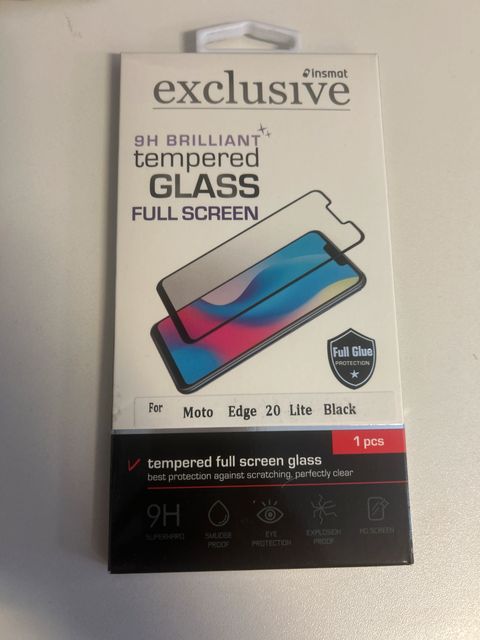 insmat
exclusive
9H BRILLIANT
tempered
GLASS
FULL SCREEN
Full Glue
PROTECTION
For Moto Edge 20 Lite Black
1 pcs
tempered full screen glass
best protection against scratching, perfectly clear
9H
SUPERHARD
SMUDGE
PROOF
EYE
PROTECTION
EXPLOSION
PROOF
HD SCREEN